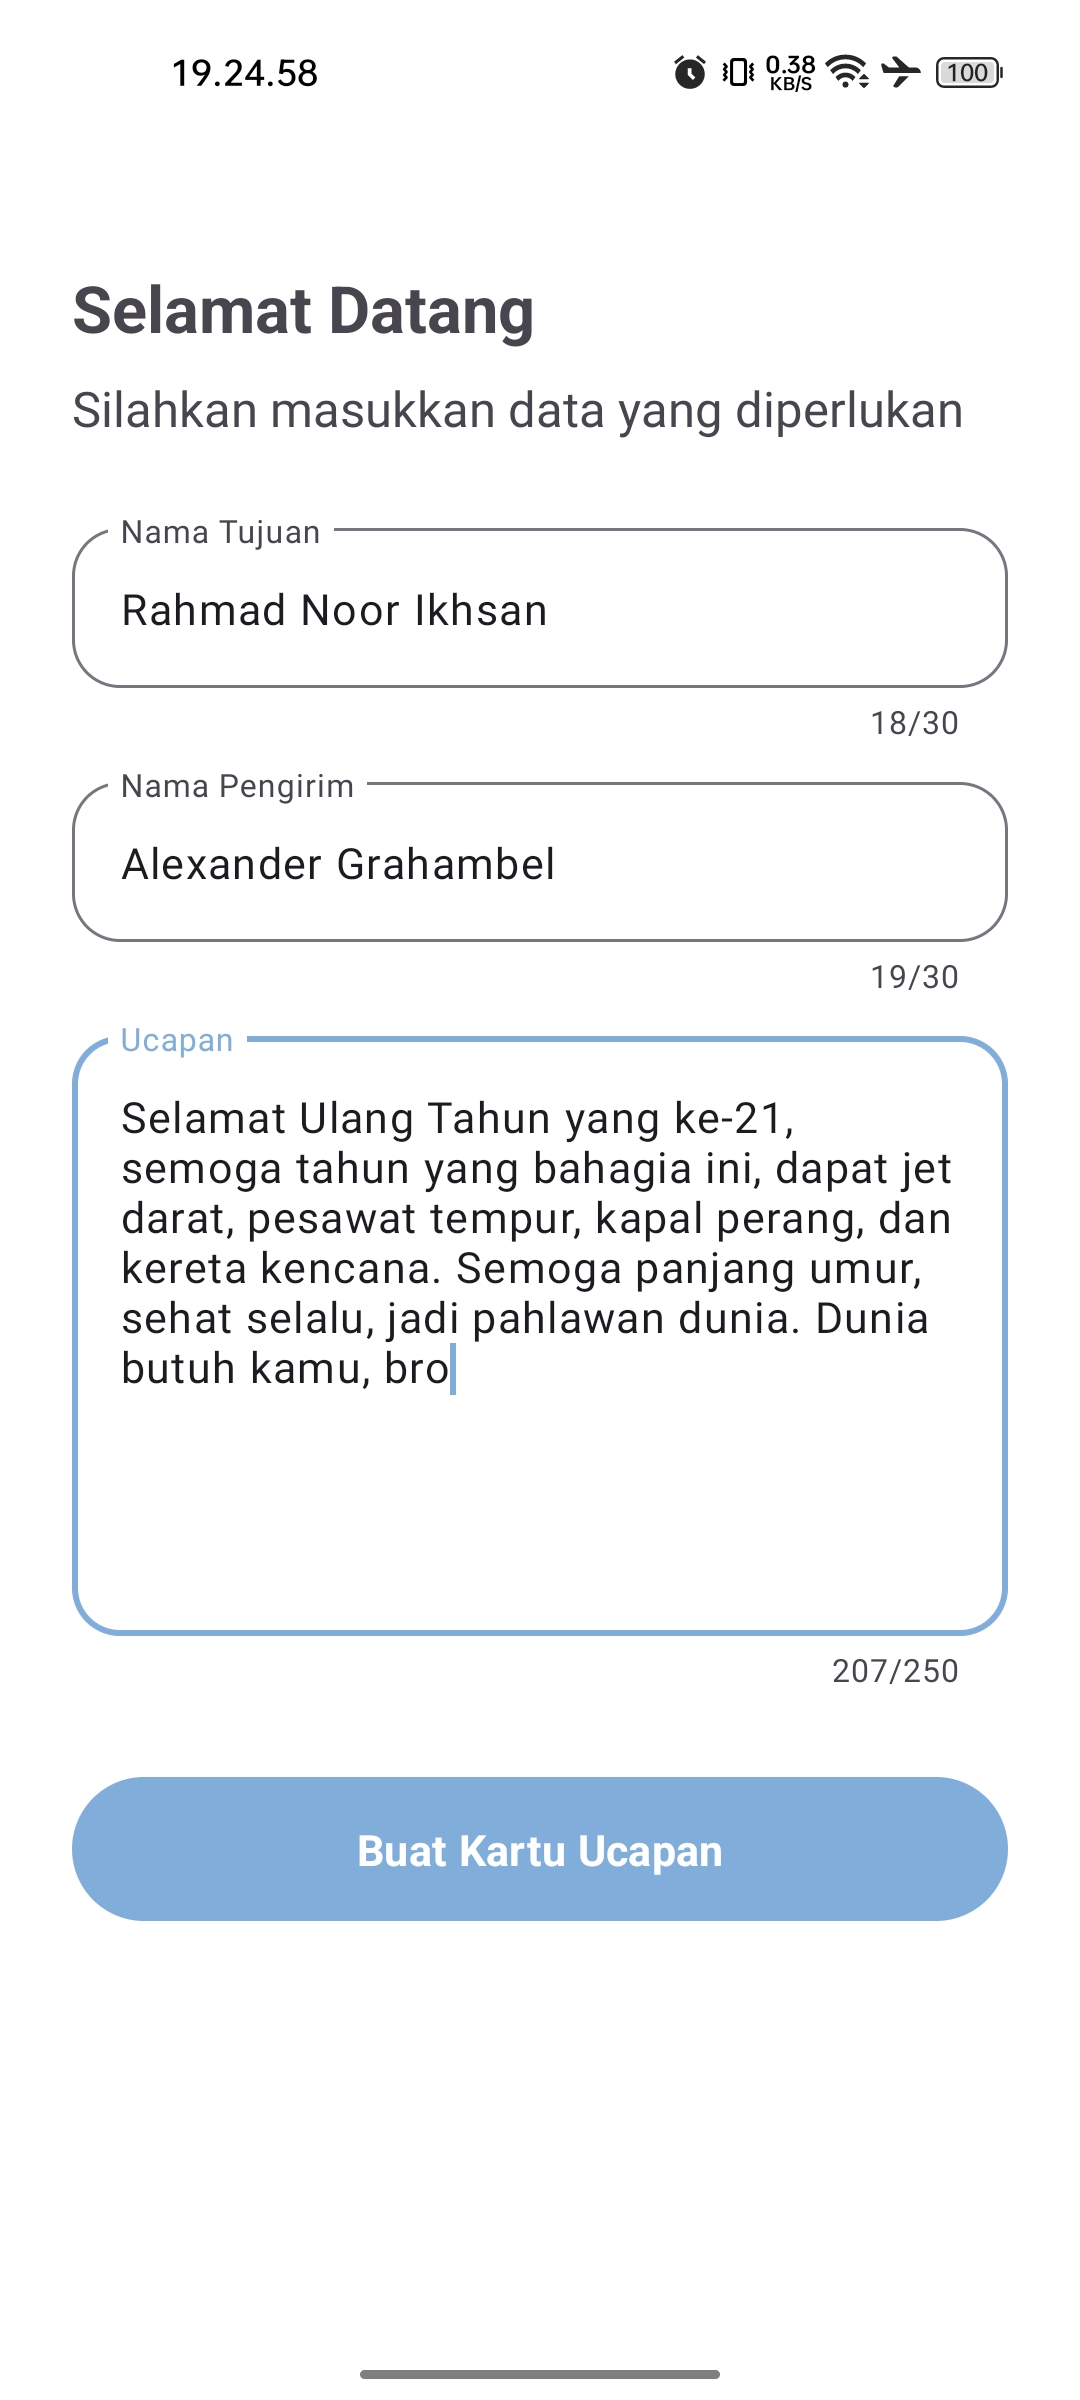 19.24.58
0.38
KB/S
100
Selamat Datang
Silahkan masukkan data yang diperlukan
Nama Tujuan
Rahmad Noor Ikhsan
18/30
Nama Pengirim
Alexander Grahambel
19/30
Ucapan
Selamat Ulang Tahun yang ke-21,
semoga tahun yang bahagia ini, dapat jet
darat, pesawat tempur, kapal perang, dan
kereta kencana. Semoga panjang umur,
sehat selalu, jadi pahlawan dunia. Dunia
butuh kamu, bro
207/250
Buat Kartu Ucapan